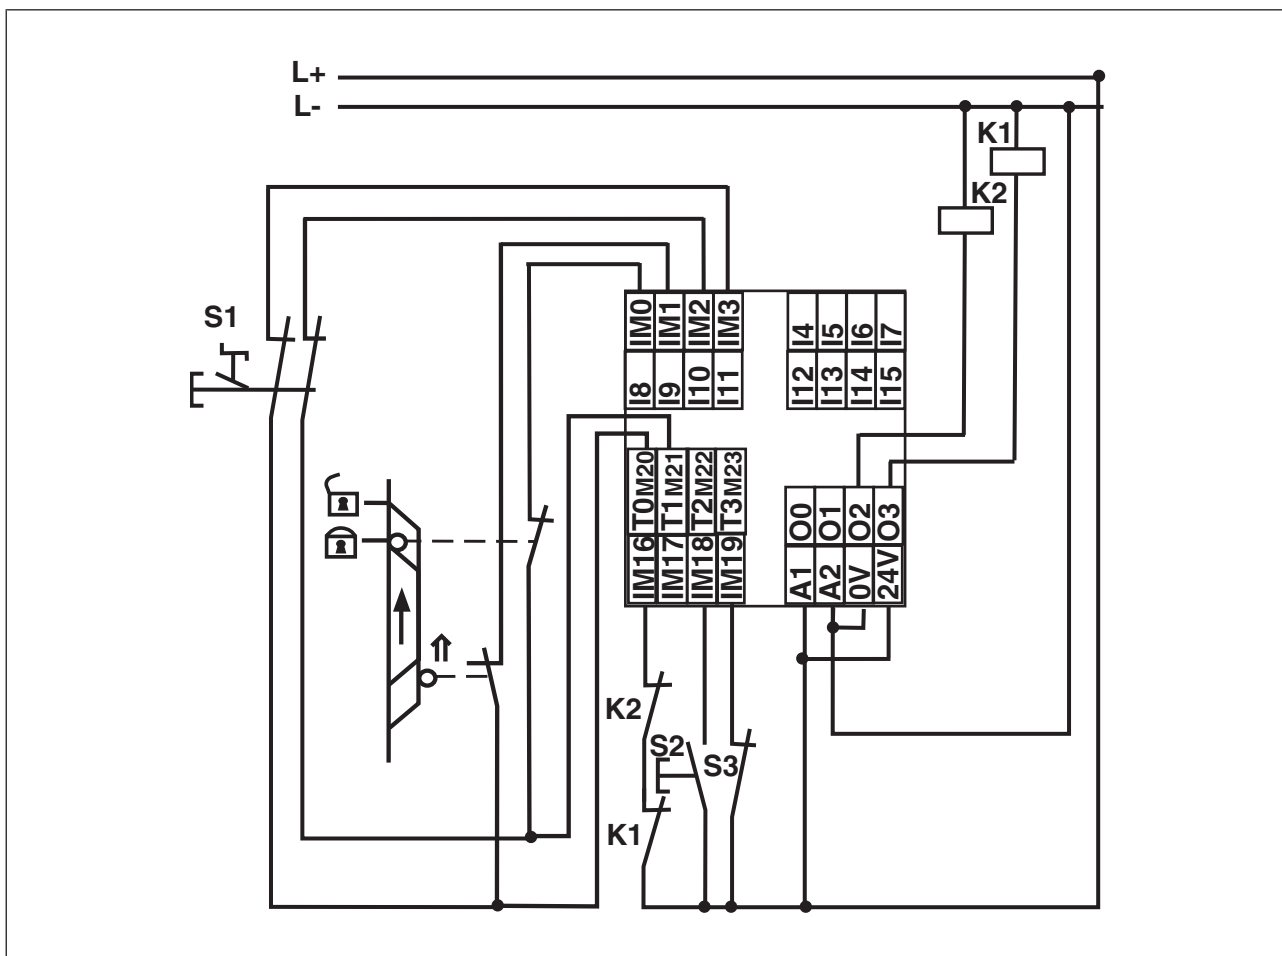 L+
L-
K1
K2
S1
IM0 IM1 IM2 IM3
I4 I5 I6 I7
I8 I9 I10 I11
I12 I13 I14 I15
T0M20 T1M21 T2M22 T3M23
IM16 IM17 IM18 IM19
O0 O1 O2 O3
A1 A2 0V 24V
K2
S2
S3
K1